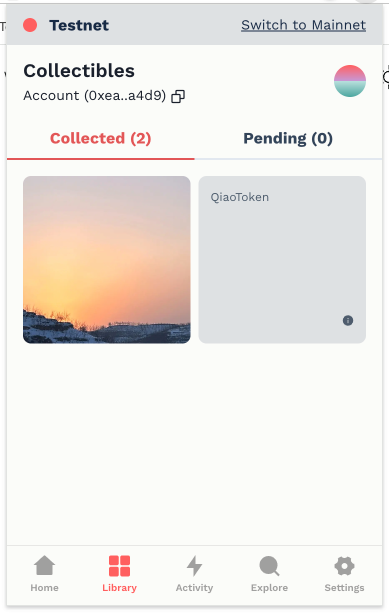 Testnet
Switch to Mainnet
Collectibles
Account (0xea..a4d9)
Collected (2)
Pending (0)
QiaoToken
Home
Library
Activity
Explore
Settings